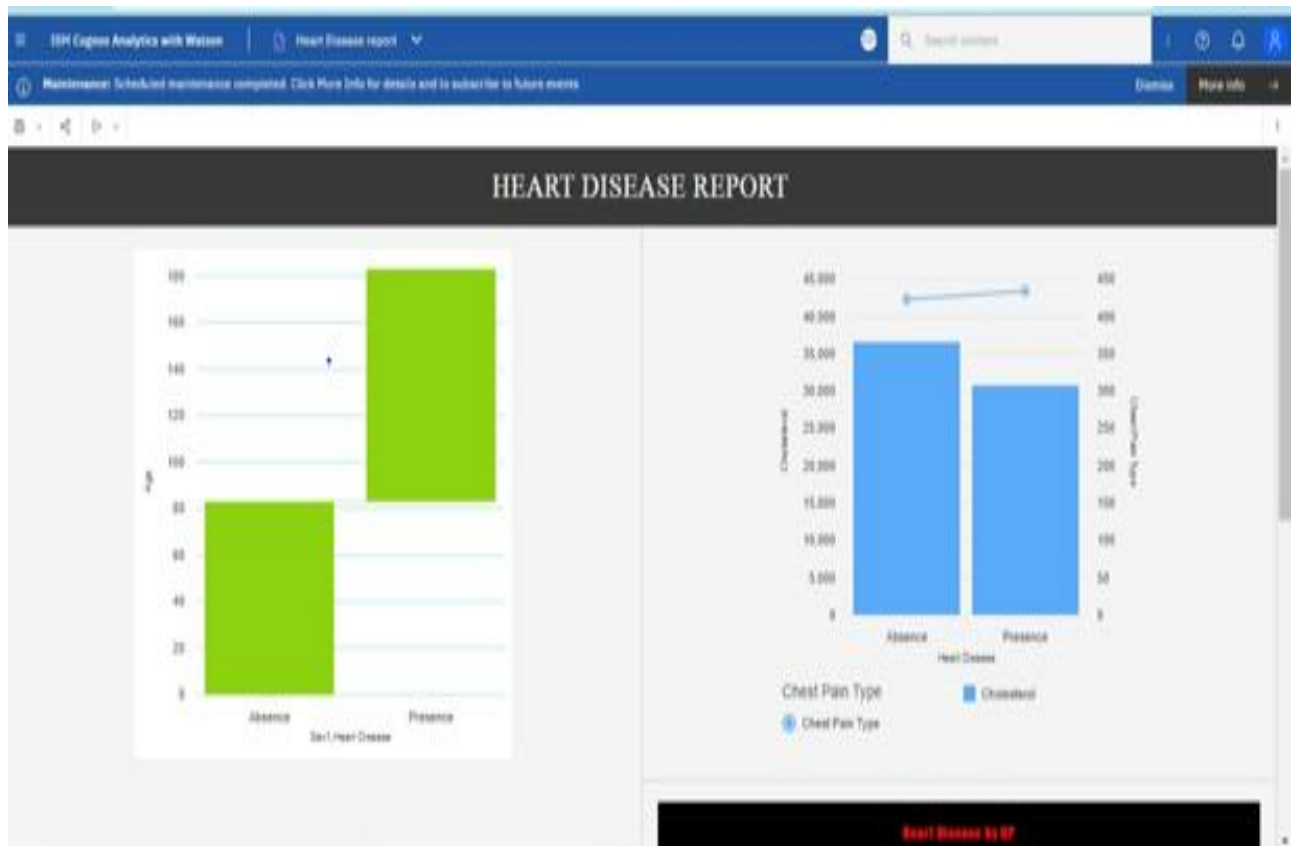 IBM Cognos Analytics with Watson
Heart Disease report
Search content
Maintenance: Scheduled maintenance completed. Click More Info for details and to subscribe to future events
Dismiss
More info
HEART DISEASE REPORT
180
160
140
120
100
80
60
40
20
0
Age
Absence
Presence
Sex1,Heart Disease
45,000
40,000
35,000
30,000
25,000
20,000
15,000
10,000
5,000
0
Cholesterol
450
400
350
300
250
200
150
100
50
0
Chest Pain Type
Absence
Presence
Heart Disease
Chest Pain Type
Cholesterol
Chest Pain Type
Heart Disease by BP